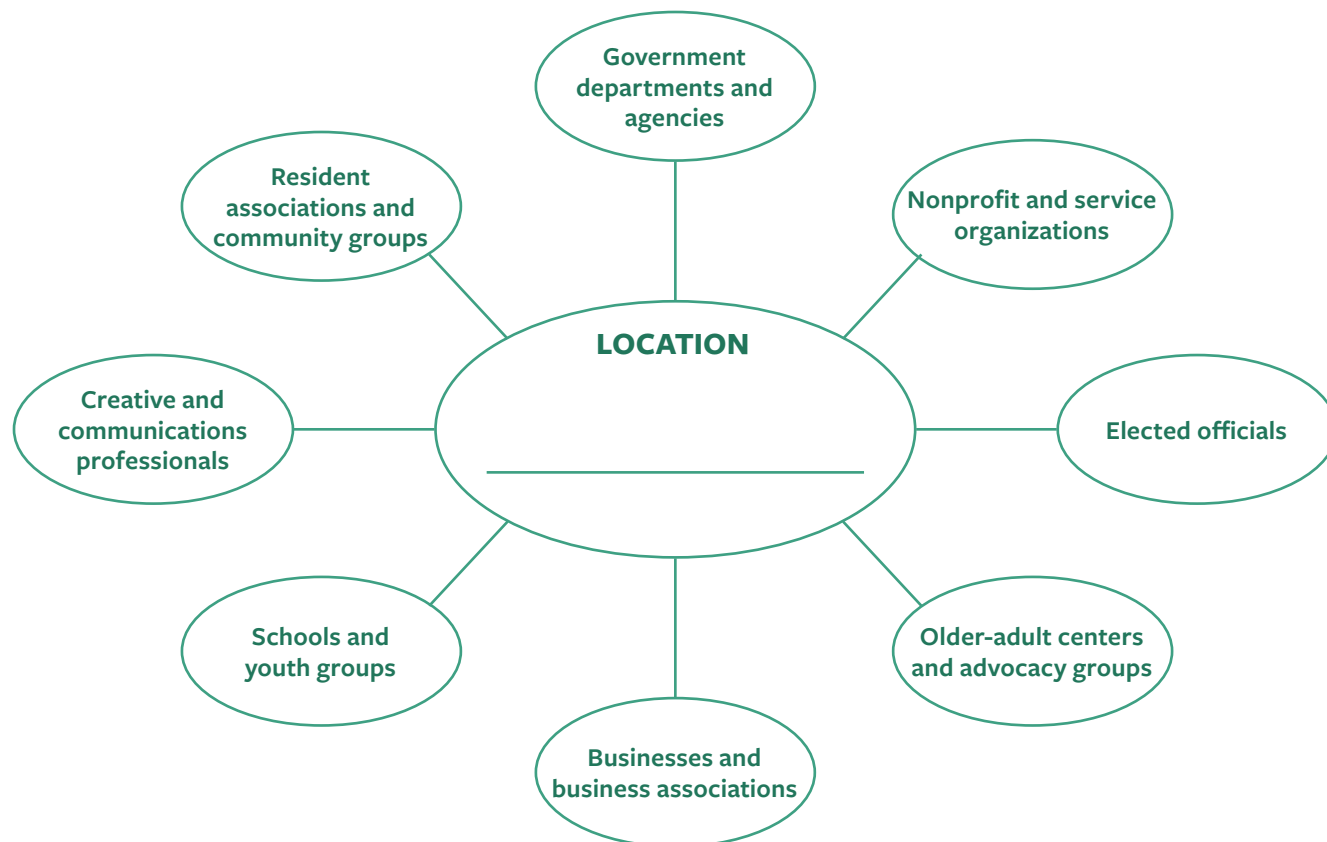 Government
departments and
agencies
Resident
associations and
community groups
Nonprofit and service
organizations
LOCATION
Creative and
communications
professionals
Elected officials
Schools and
youth groups
Older-adult centers
and advocacy groups
Businesses and
business associations